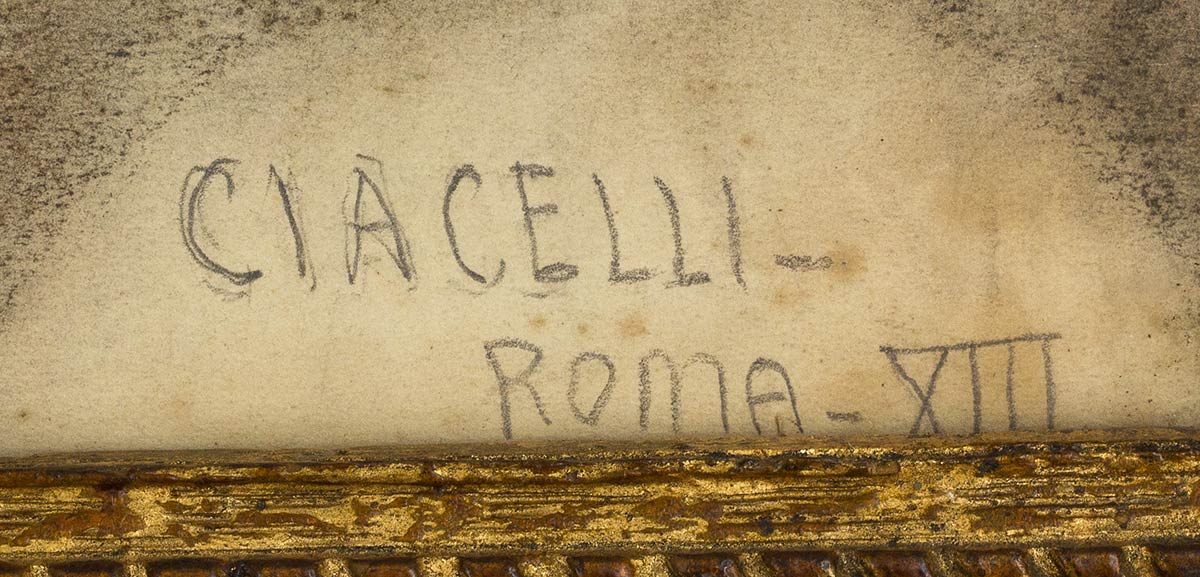 CIACELLI -
ROMA - XIII